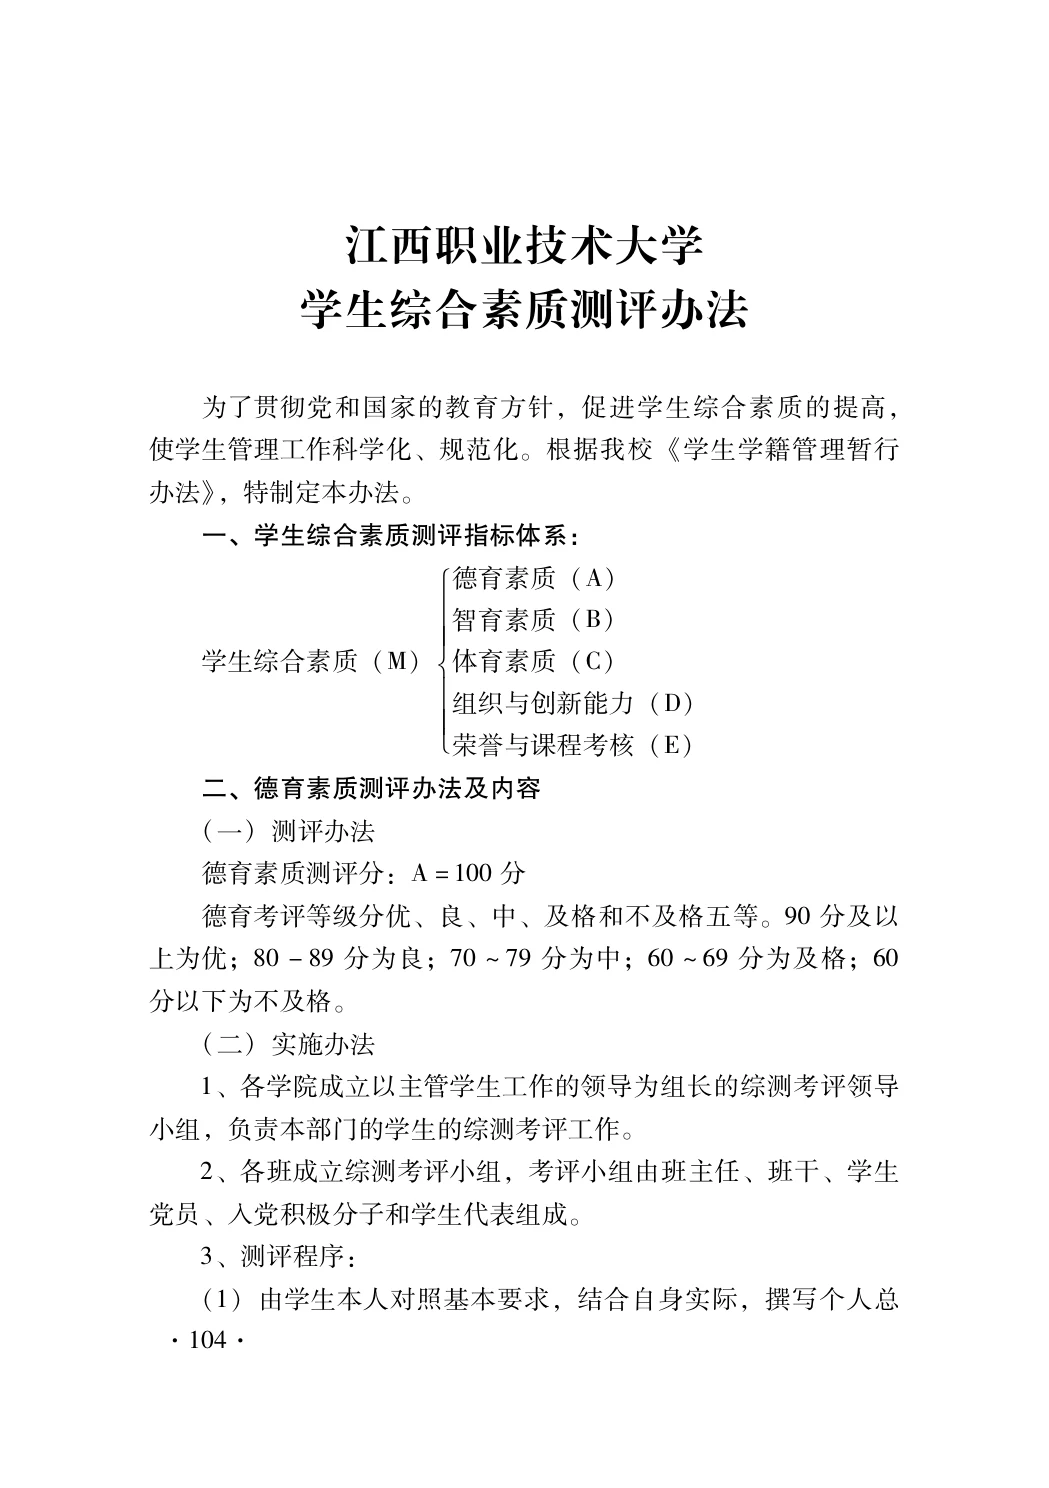 江西职业技术大学
学生综合素质测评办法
为了贯彻党和国家的教育方针，促进学生综合素质的提高，
使学生管理工作科学化、规范化。根据我校《学生学籍管理暂行
办法》，特制定本办法。
一、学生综合素质测评指标体系：
德育素质（A）
智育素质（B）
学生综合素质（M）体育素质（C）
组织与创新能力（D）
荣誉与课程考核（E）
二、德育素质测评办法及内容
（一）测评办法
德育素质测评分：A＝100 分
德育考评等级分优、良、中、及格和不及格五等。90 分及以
上为优；80－89 分为良；70～79 分为中；60～69 分为及格；60
分以下为不及格。
（二）实施办法
1、各学院成立以主管学生工作的领导为组长的综测考评领导
小组，负责本部门的学生的综测考评工作。
2、各班成立综测考评小组，考评小组由班主任、班干、学生
党员、入党积极分子和学生代表组成。
3、测评程序：
（1）由学生本人对照基本要求，结合自身实际，撰写个人总
·104·